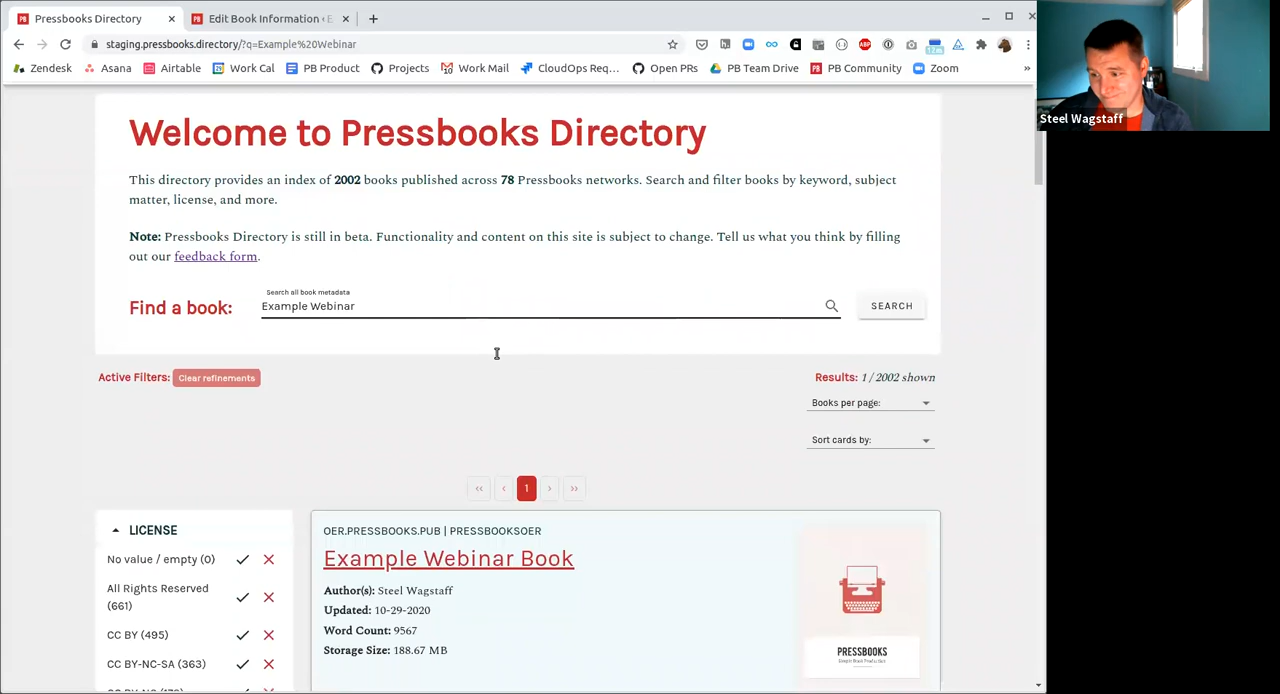 Pressbooks Directory
Edit Book Information ‹ E
staging.pressbooks.directory/?q=Example%20Webinar
Zendesk
Asana
Airtable
Work Cal
PB Product
Projects
Work Mail
CloudOps Req...
Open PRs
PB Team Drive
PB Community
Zoom
»
Steel Wagstaff
Welcome to Pressbooks Directory
This directory provides an index of 2002 books published across 78 Pressbooks networks. Search and filter books by keyword, subject
matter, license, and more.
Note: Pressbooks Directory is still in beta. Functionality and content on this site is subject to change. Tell us what you think by filling
out our feedback form.
Find a book:
Search all book metadata
Example Webinar
SEARCH
Active Filters: Clear refinements
Results: 1 / 2002 shown
Books per page:
Sort cards by:
‹‹ ‹ 1 › ››
LICENSE
No value / empty (0)
All Rights Reserved
(661)
CC BY (495)
CC BY-NC-SA (363)
OER.PRESSBOOKS.PUB | PRESSBOOKSOER
Example Webinar Book
Author(s): Steel Wagstaff
Updated: 10-29-2020
Word Count: 9567
Storage Size: 188.67 MB
PRESSBOOKS